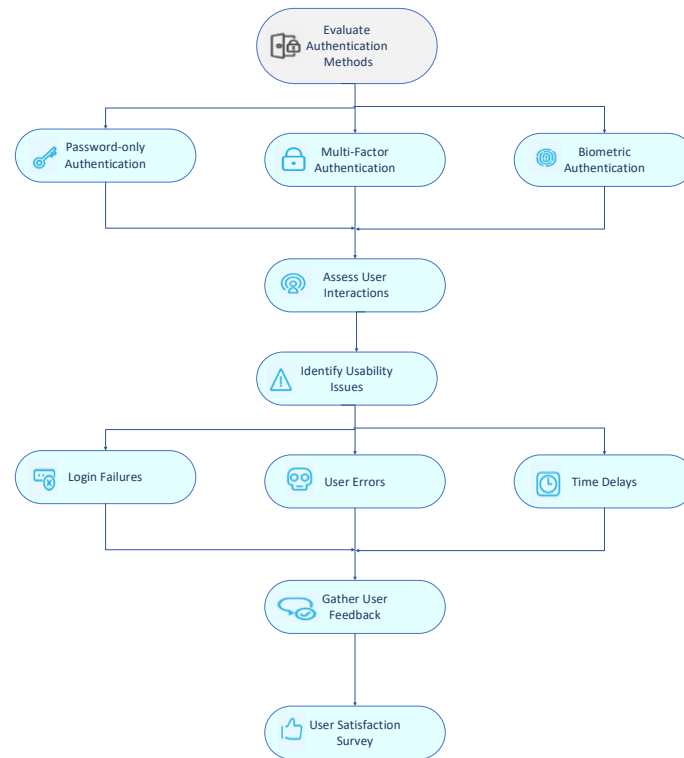 Evaluate
Authentication
Methods
Password-only
Authentication
Multi-Factor
Authentication
Biometric
Authentication
Assess User
Interactions
Identify Usability
Issues
Login Failures
User Errors
Time Delays
Gather User
Feedback
User Satisfaction
Survey